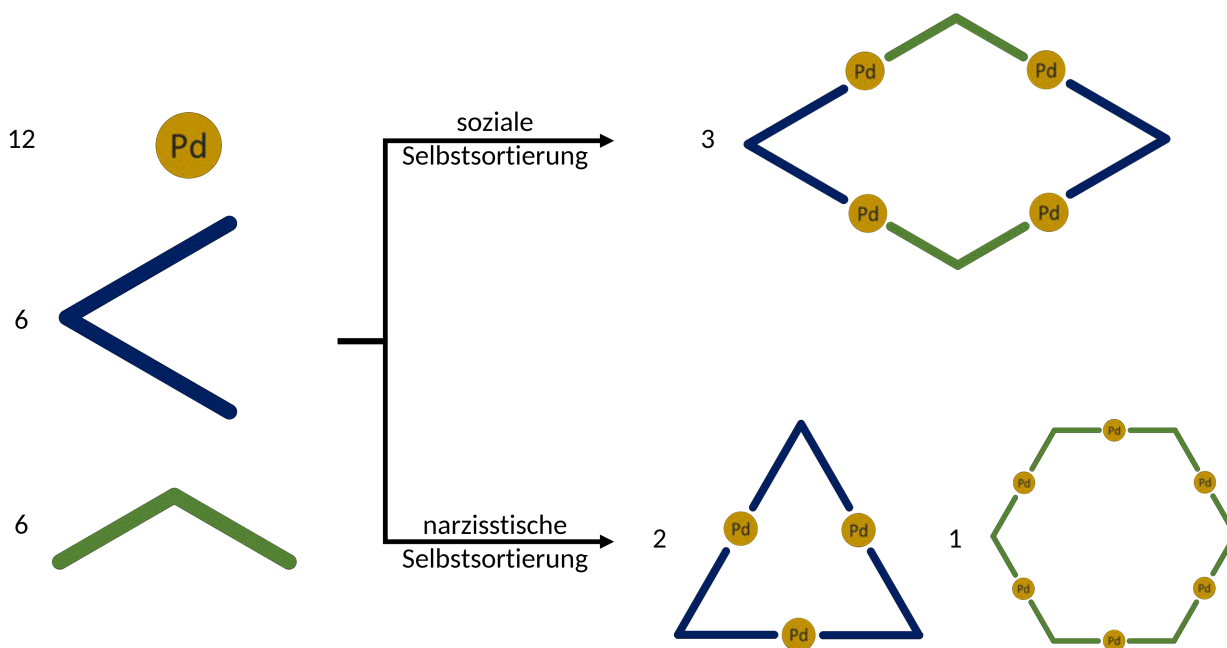 12
Pd
6
6
soziale
Selbstsortierung
3
Pd
Pd
Pd
Pd
narzisstische
Selbstsortierung
2
Pd
Pd
Pd
1
Pd
Pd
Pd
Pd
Pd
Pd